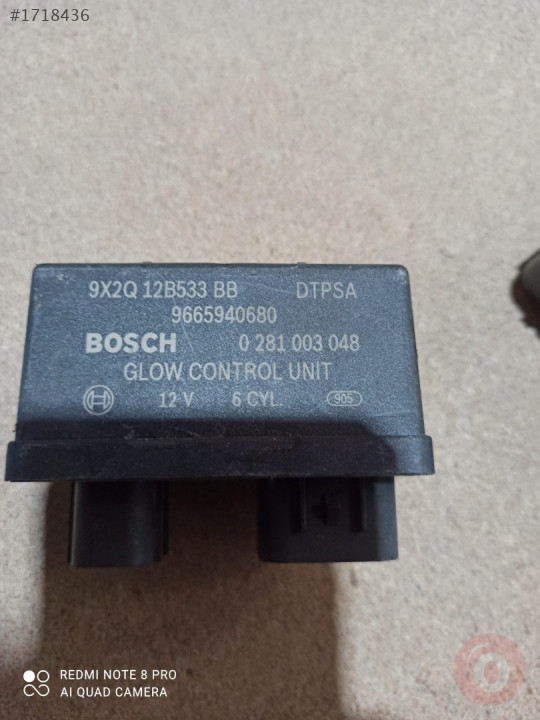 #1718436
9X2Q 12B533 BB DTPSA
9665940680
BOSCH 0 281 003 048
GLOW CONTROL UNIT
12 V 6 CYL. 905
REDMI NOTE 8 PRO
AI QUAD CAMERA